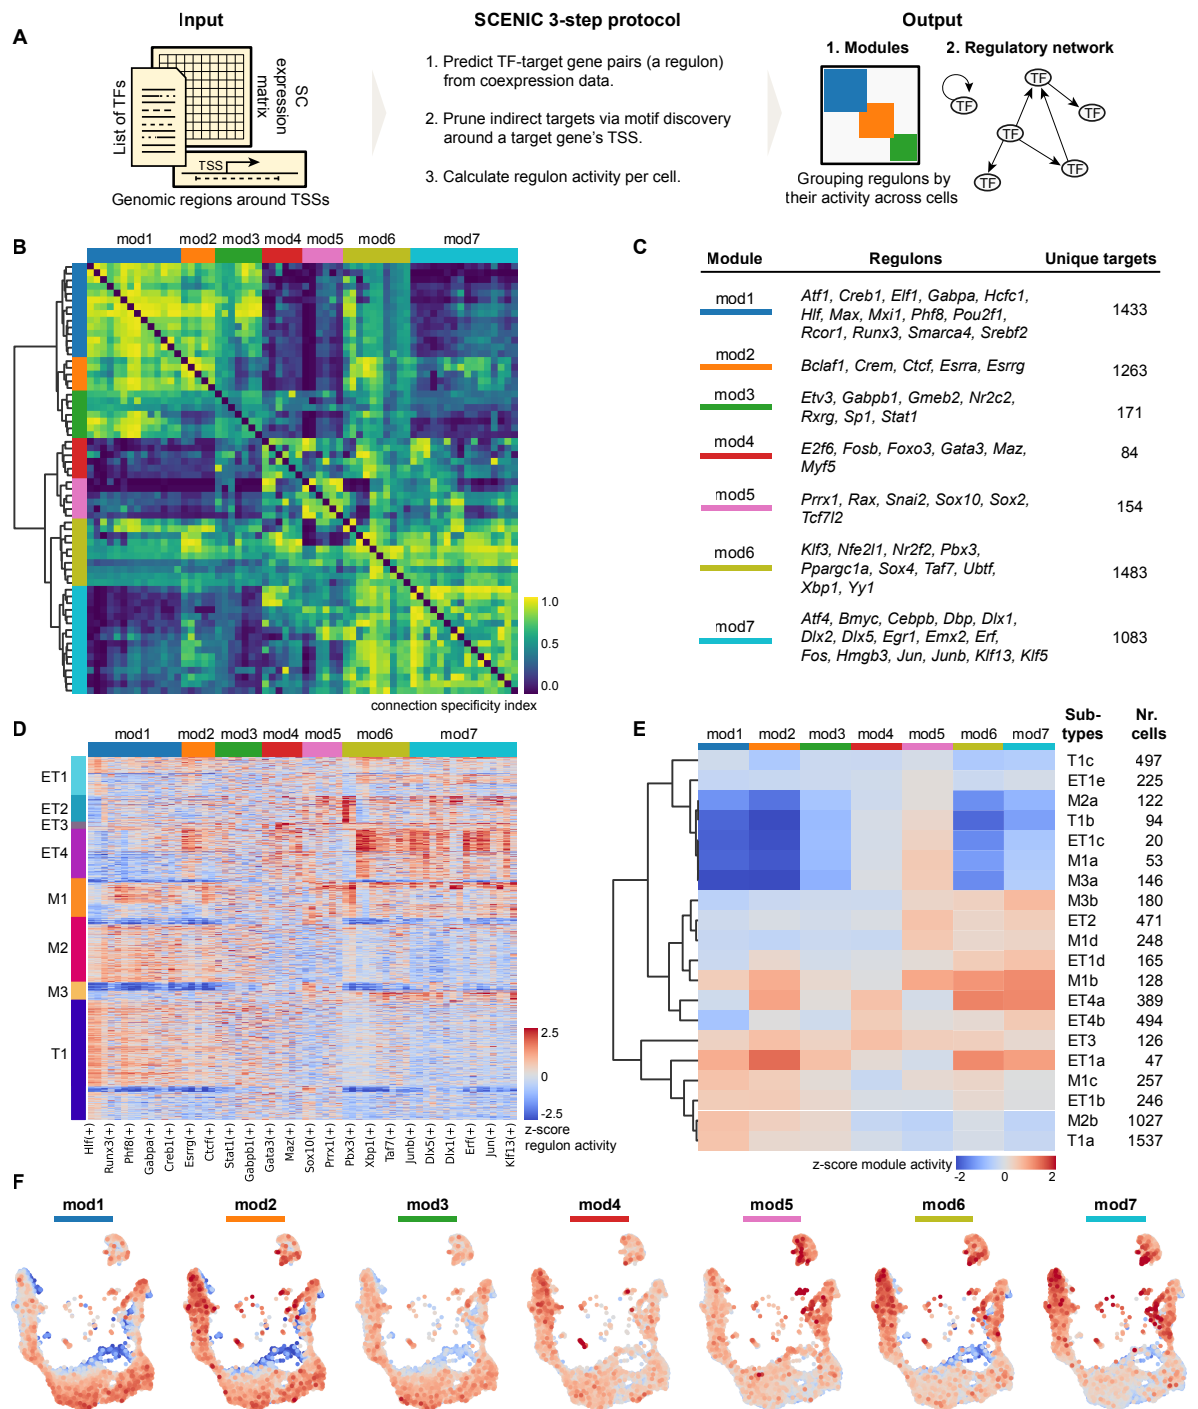 A
Input
SCENIC 3-step protocol
Output
List of TFs
SC
expression
matrix
TSS
Genomic regions around TSSs
1. Predict TF-target gene pairs (a regulon)
from coexpression data.
2. Prune indirect targets via motif discovery
around a target gene's TSS.
3. Calculate regulon activity per cell.
1. Modules
2. Regulatory network
Grouping regulons by
their activity across cells
TF
TF
TF
TF
TF
TF
B
mod1 mod2 mod3 mod4 mod5 mod6 mod7
1.0
0.5
0.0
connection specificity index
C
Module Regulons Unique targets
mod1
Atf1, Creb1, Elf1, Gabpa, Hcfc1,
Hlf, Max, Mxi1, Phf8, Pou2f1,
Rcor1, Runx3, Smarca4, Srebf2
1433
mod2
Bclaf1, Crem, Ctcf, Esrra, Esrrg
1263
mod3
Etv3, Gabpb1, Gmeb2, Nr2c2,
Rxrg, Sp1, Stat1
171
mod4
E2f6, Fosb, Foxo3, Gata3, Maz,
Myf5
84
mod5
Prrx1, Rax, Snai2, Sox10, Sox2,
Tcf7l2
154
mod6
Klf3, Nfe2l1, Nr2f2, Pbx3,
Ppargc1a, Sox4, Taf7, Ubtf,
Xbp1, Yy1
1483
mod7
Atf4, Bmyc, Cebpb, Dbp, Dlx1,
Dlx2, Dlx5, Egr1, Emx2, Erf,
Fos, Hmgb3, Jun, Junb, Klf13, Klf5
1083
D
mod1 mod2 mod3 mod4 mod5 mod6 mod7
ET1
ET2
ET3
ET4
M1
M2
M3
T1
Hlf(+)
Runx3(+)
Phf8(+)
Gabpa(+)
Creb1(+)
Esrrg(+)
Ctcf(+)
Stat1(+)
Gabpb1(+)
Gata3(+)
Maz(+)
Sox10(+)
Prrx1(+)
Pbx3(+)
Xbp1(+)
Taf7(+)
Junb(+)
Dlx5(+)
Dlx1(+)
Erf(+)
Jun(+)
Klf13(+)
2.5
0
-2.5
z-score
regulon activity
E
mod1 mod2 mod3 mod4 mod5 mod6 mod7
Sub-
types
Nr.
cells
T1c 497
ET1e 225
M2a 122
T1b 94
ET1c 20
M1a 53
M3a 146
M3b 180
ET2 471
M1d 248
ET1d 165
M1b 128
ET4a 389
ET4b 494
ET3 126
ET1a 47
M1c 257
ET1b 246
M2b 1027
T1a 1537
z-score module activity
-2 0 2
F
mod1 mod2 mod3 mod4 mod5 mod6 mod7